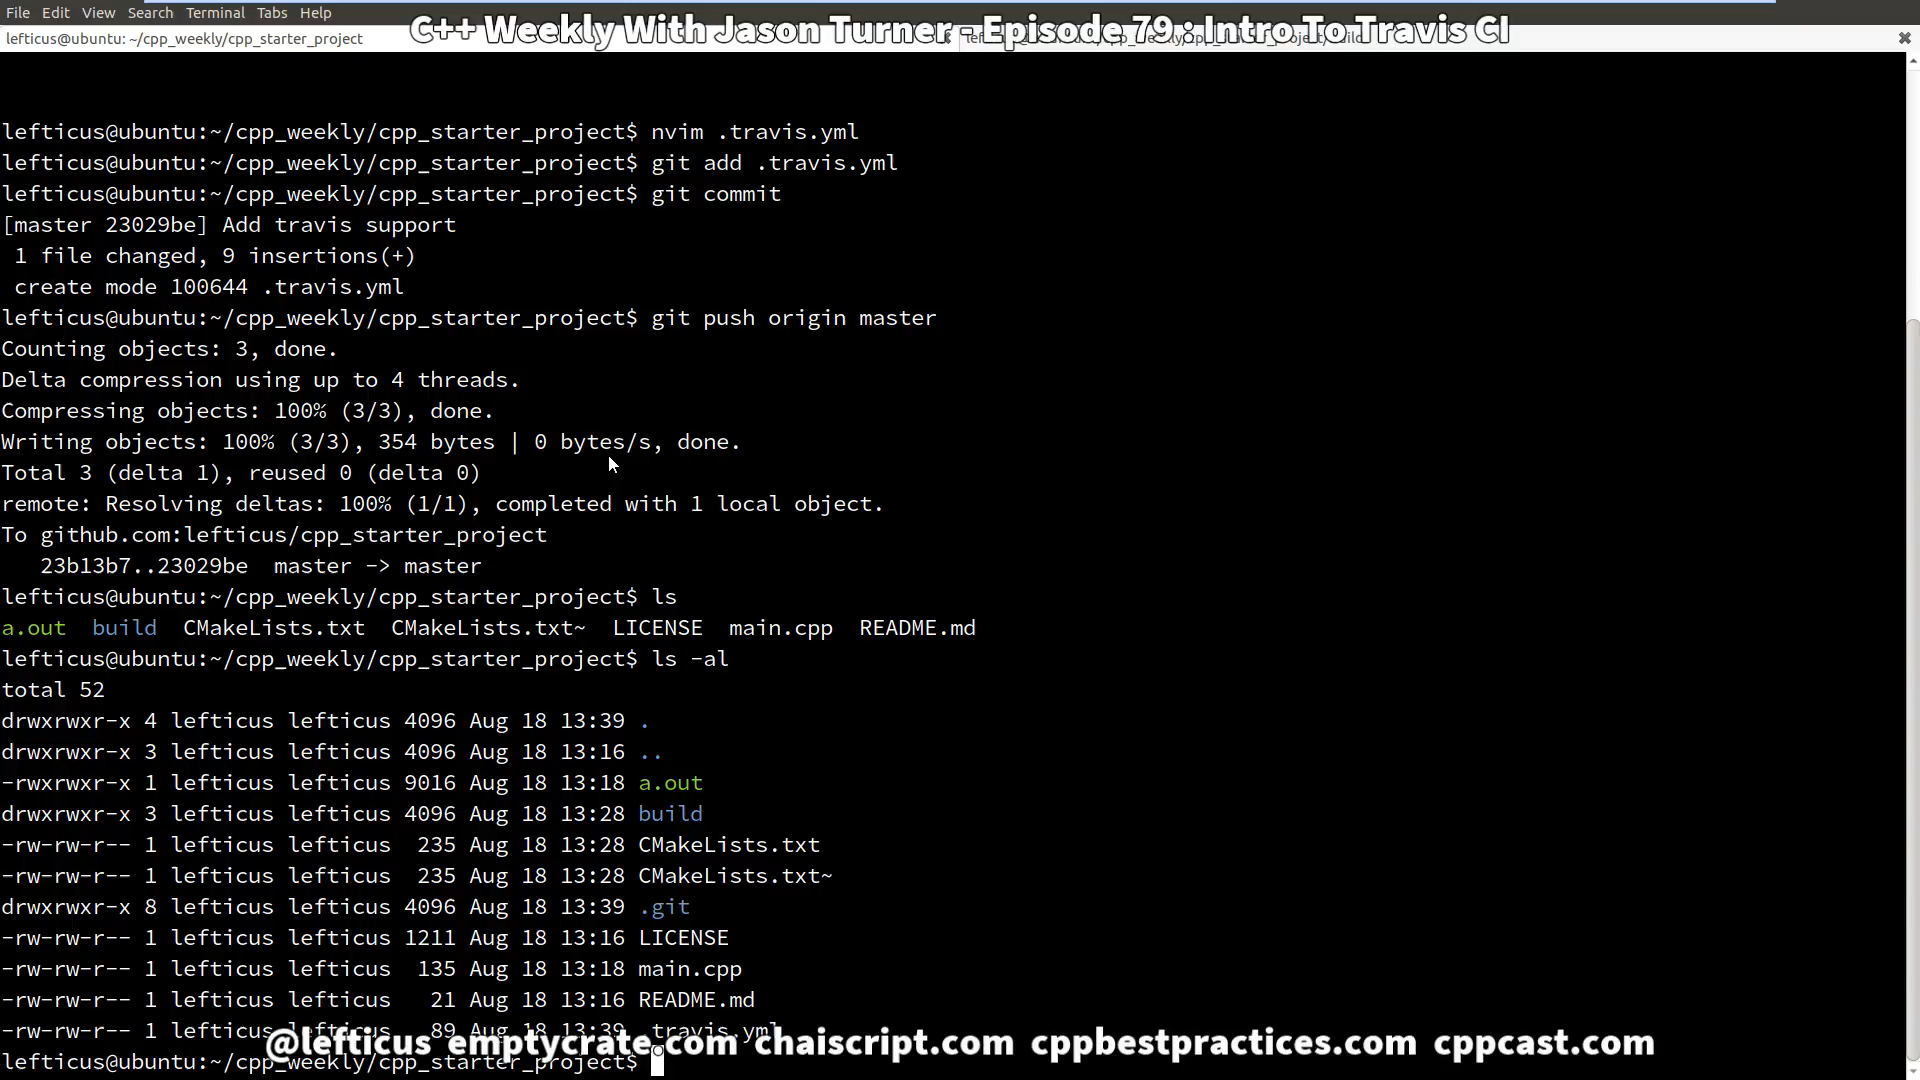 File Edit View Search Terminal Tabs Help
C++ Weekly With Jason Turner - Episode 79 : Intro To Travis CI
lefticus@ubuntu: ~/cpp_weekly/cpp_starter_project
lefticus@ubuntu:~/cpp_weekly/cpp_starter_project$ nvim .travis.yml
lefticus@ubuntu:~/cpp_weekly/cpp_starter_project$ git add .travis.yml
lefticus@ubuntu:~/cpp_weekly/cpp_starter_project$ git commit
[master 23029be] Add travis support
 1 file changed, 9 insertions(+)
 create mode 100644 .travis.yml
lefticus@ubuntu:~/cpp_weekly/cpp_starter_project$ git push origin master
Counting objects: 3, done.
Delta compression using up to 4 threads.
Compressing objects: 100% (3/3), done.
Writing objects: 100% (3/3), 354 bytes | 0 bytes/s, done.
Total 3 (delta 1), reused 0 (delta 0)
remote: Resolving deltas: 100% (1/1), completed with 1 local object.
To github.com:lefticus/cpp_starter_project
   23b13b7..23029be  master -> master
lefticus@ubuntu:~/cpp_weekly/cpp_starter_project$ ls
a.out  build  CMakeLists.txt  CMakeLists.txt~  LICENSE  main.cpp  README.md
lefticus@ubuntu:~/cpp_weekly/cpp_starter_project$ ls -al
total 52
drwxrwxr-x 4 lefticus lefticus 4096 Aug 18 13:39 .
drwxrwxr-x 3 lefticus lefticus 4096 Aug 18 13:16 ..
-rwxrwxr-x 1 lefticus lefticus 9016 Aug 18 13:18 a.out
drwxrwxr-x 3 lefticus lefticus 4096 Aug 18 13:28 build
-rw-rw-r-- 1 lefticus lefticus  235 Aug 18 13:28 CMakeLists.txt
-rw-rw-r-- 1 lefticus lefticus  235 Aug 18 13:28 CMakeLists.txt~
drwxrwxr-x 8 lefticus lefticus 4096 Aug 18 13:39 .git
-rw-rw-r-- 1 lefticus lefticus 1211 Aug 18 13:16 LICENSE
-rw-rw-r-- 1 lefticus lefticus  135 Aug 18 13:18 main.cpp
-rw-rw-r-- 1 lefticus lefticus   21 Aug 18 13:16 README.md
-rw-rw-r-- 1 lefticus lefticus   89 Aug 18 13:39 .travis.yml
@lefticus emptycrate.com chaiscript.com cppbestpractices.com cppcast.com
lefticus@ubuntu:~/cpp_weekly/cpp_starter_project$